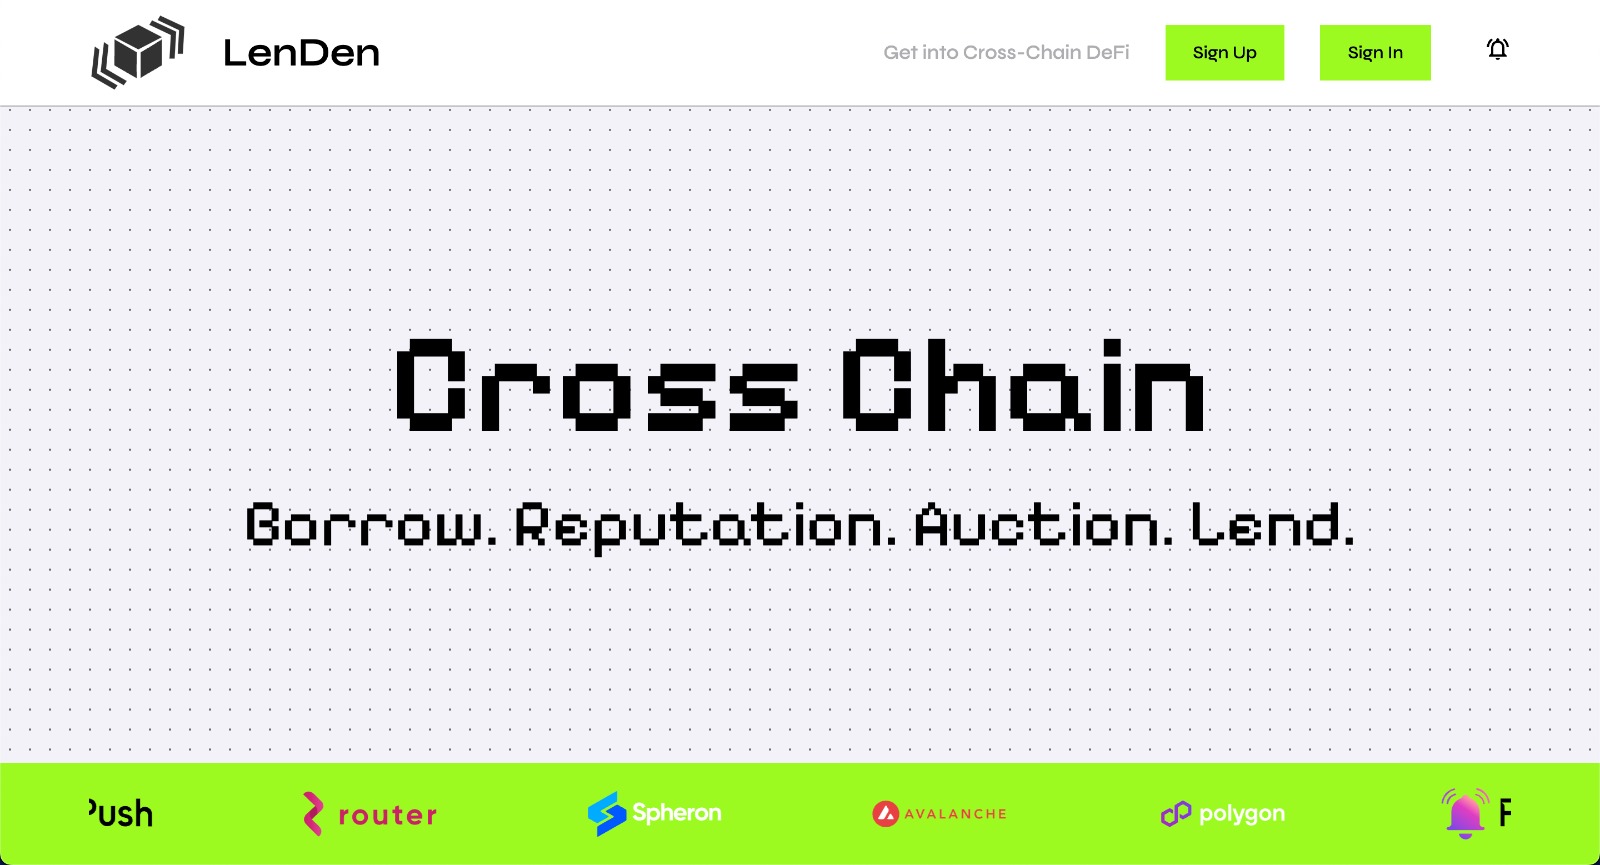 LenDen
Get into Cross-Chain DeFi
Sign Up
Sign In
Cross Chain
Borrow. Reputation. Auction. Lend.
Push
router
Spheron
AVALANCHE
polygon